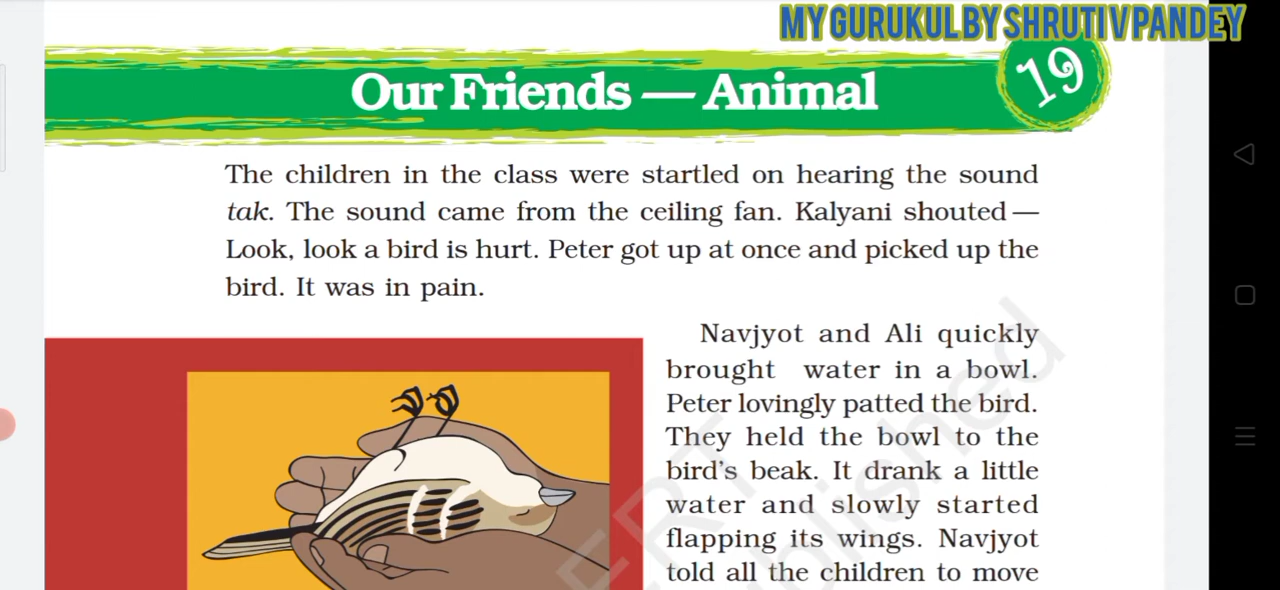 MY GURUKUL BY SHRUTI V PANDEY
19
Our Friends — Animal
The children in the class were startled on hearing the sound
tak. The sound came from the ceiling fan. Kalyani shouted —
Look, look a bird is hurt. Peter got up at once and picked up the
bird. It was in pain.
Navjyot and Ali quickly
brought water in a bowl.
Peter lovingly patted the bird.
They held the bowl to the
bird's beak. It drank a little
water and slowly started
flapping its wings. Navjyot
told all the children to move